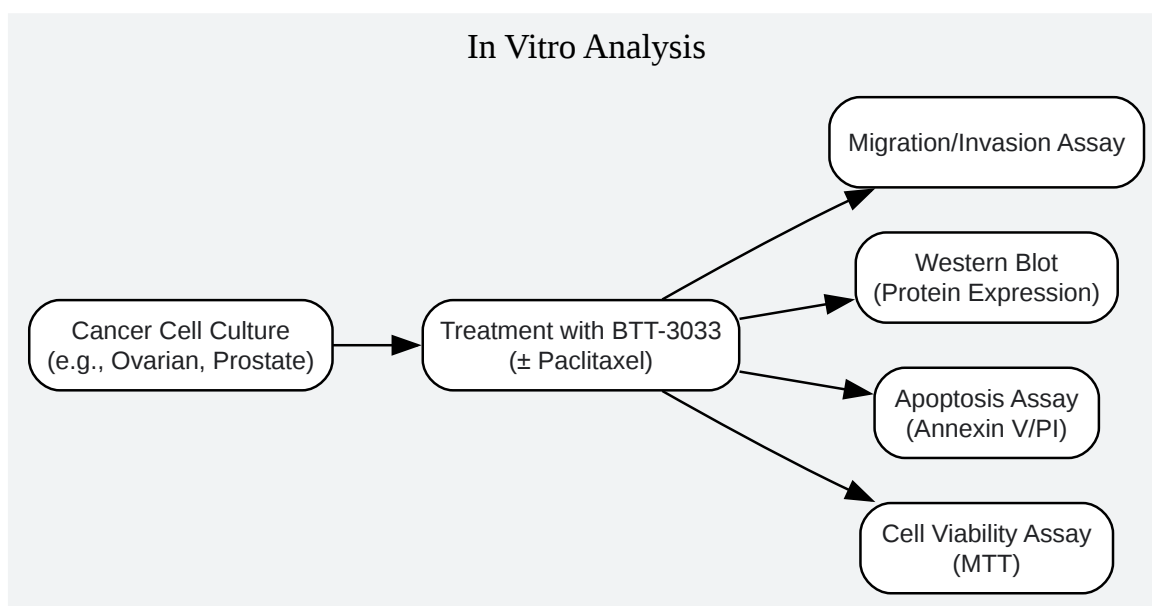 In Vitro Analysis
Cancer Cell Culture
(e.g., Ovarian, Prostate)
Treatment with BTT-3033
(± Paclitaxel)
Migration/Invasion Assay
Western Blot
(Protein Expression)
Apoptosis Assay
(Annexin V/PI)
Cell Viability Assay
(MTT)